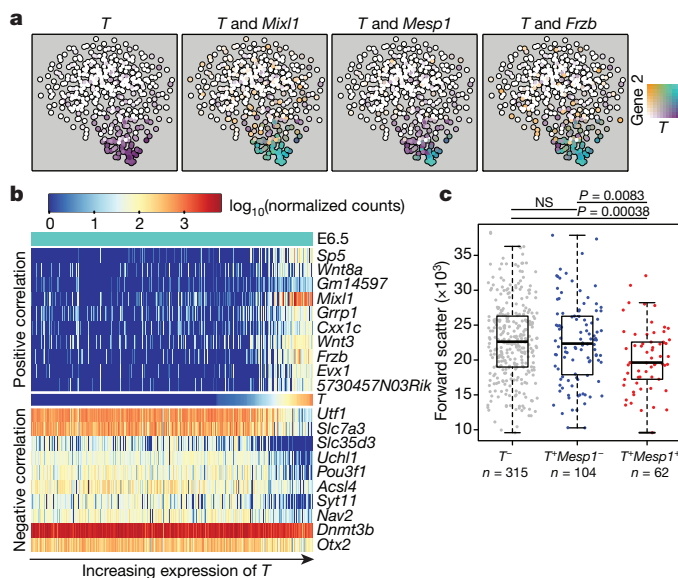 a
T
T and Mixl1
T and Mesp1
T and Frzb
Gene 2
T
b
0 1 2 3
log10(normalized counts)
E6.5
Positive correlation
Sp5
Wnt8a
Gm14597
Mixl1
Grrp1
Cxx1c
Wnt3
Frzb
Evx1
5730457N03Rik
T
Negative correlation
Utf1
Slc7a3
Slc35d3
Uchl1
Pou3f1
Acsl4
Syt11
Nav2
Dnmt3b
Otx2
Increasing expression of T
c
NS
P = 0.0083
P = 0.00038
Forward scatter (×10³)
40
35
30
25
20
15
10
T⁻
n = 315
T⁺Mesp1⁻
n = 104
T⁺Mesp1⁺
n = 62